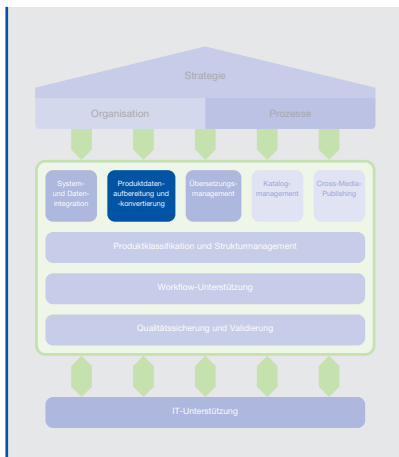 Strategie
Organisation
Prozesse
System-
und Daten-
integration
Produktdaten-
aufbereitung und
-konvertierung
Übersetzungs-
management
Katalog-
management
Cross-Media-
Publishing
Produktklassifikation und Strukturmanagement
Workflow-Unterstützung
Qualitätssicherung und Validierung
IT-Unterstützung